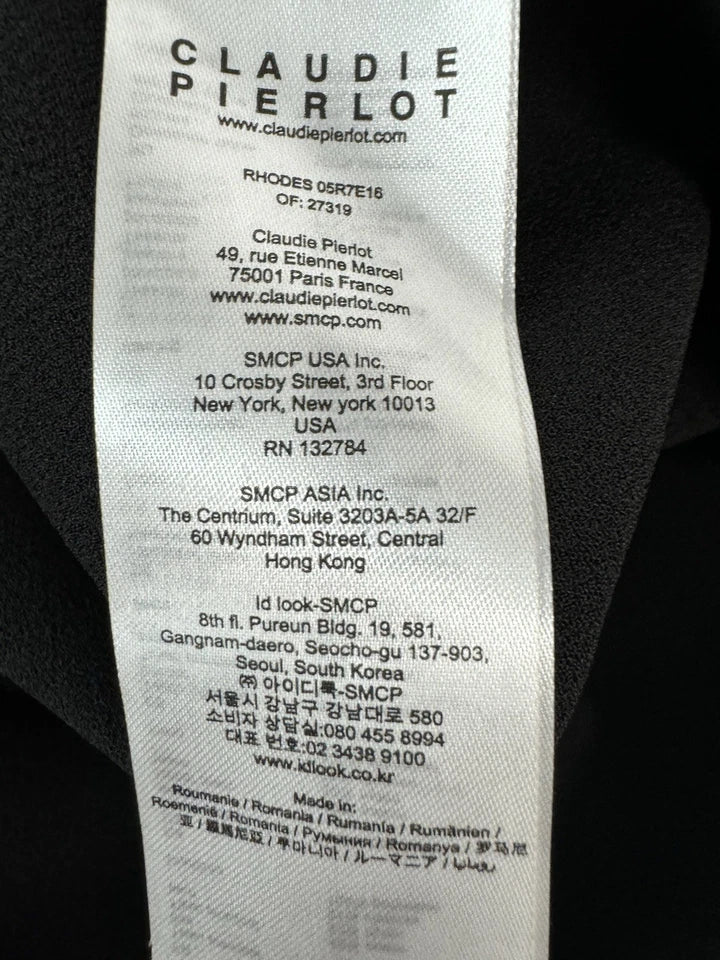 CLAUDIE
PIERLOT
www.claudiepierlot.com
RHODES 05R7E16
OF: 27319
Claudie Pierlot
49, rue Etienne Marcel
75001 Paris France
www.claudiepierlot.com
www.smcp.com
SMCP USA Inc.
10 Crosby Street, 3rd Floor
New York, New york 10013
USA
RN 132784
SMCP ASIA Inc.
The Centrium, Suite 3203A-5A 32/F
60 Wyndham Street, Central
Hong Kong
Id look-SMCP
8th fl. Pureun Bldg. 19, 581,
Gangnam-daero, Seocho-gu 137-903,
Seoul, South Korea
㈜ 아이디룩-SMCP
서울시 강남구 강남대로 580
소비자 상담실:080 455 8994
대표 번호:02 3438 9100
www.idlook.co.kr
Made in:
Roumanie / Romania / Rumanía / Rumänien /
Roemenië / Romania / Румыния / Romanya / 罗马尼
亚 / 羅馬尼亞 / 루마니아 / ルーマニア / رومانيا